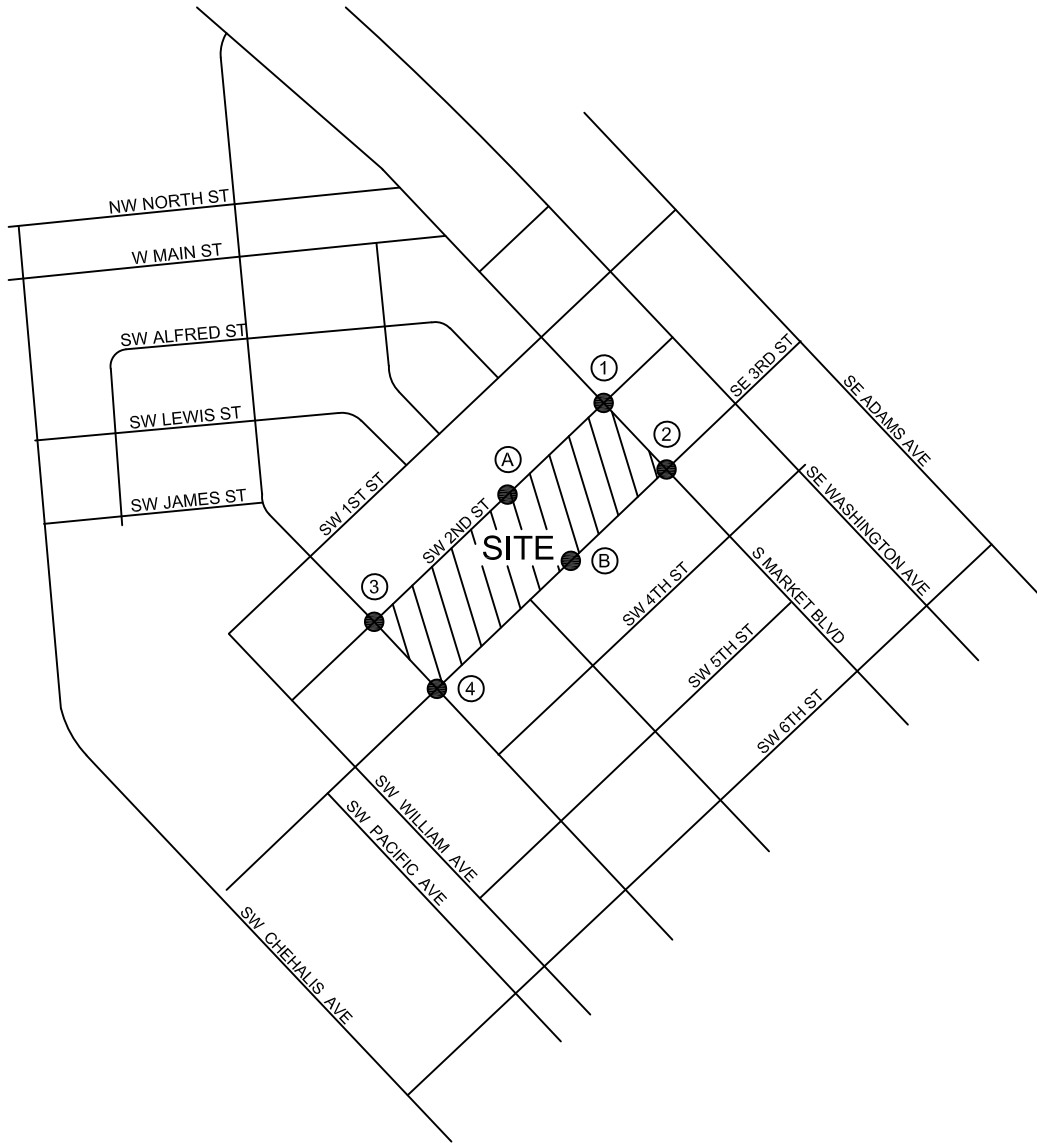 NW NORTH ST
W MAIN ST
SW ALFRED ST
SE 3RD ST
1
SE ADAMS AVE
SW LEWIS ST
2
A
SW JAMES ST
SW 1ST ST
SE WASHINGTON AVE
SW 2ND ST
SITE
B
S MARKET BLVD
3
SW 4TH ST
SW 5TH ST
4
SW 6TH ST
SW WILLIAM AVE
SW PACIFIC AVE
SW CHEHALIS AVE